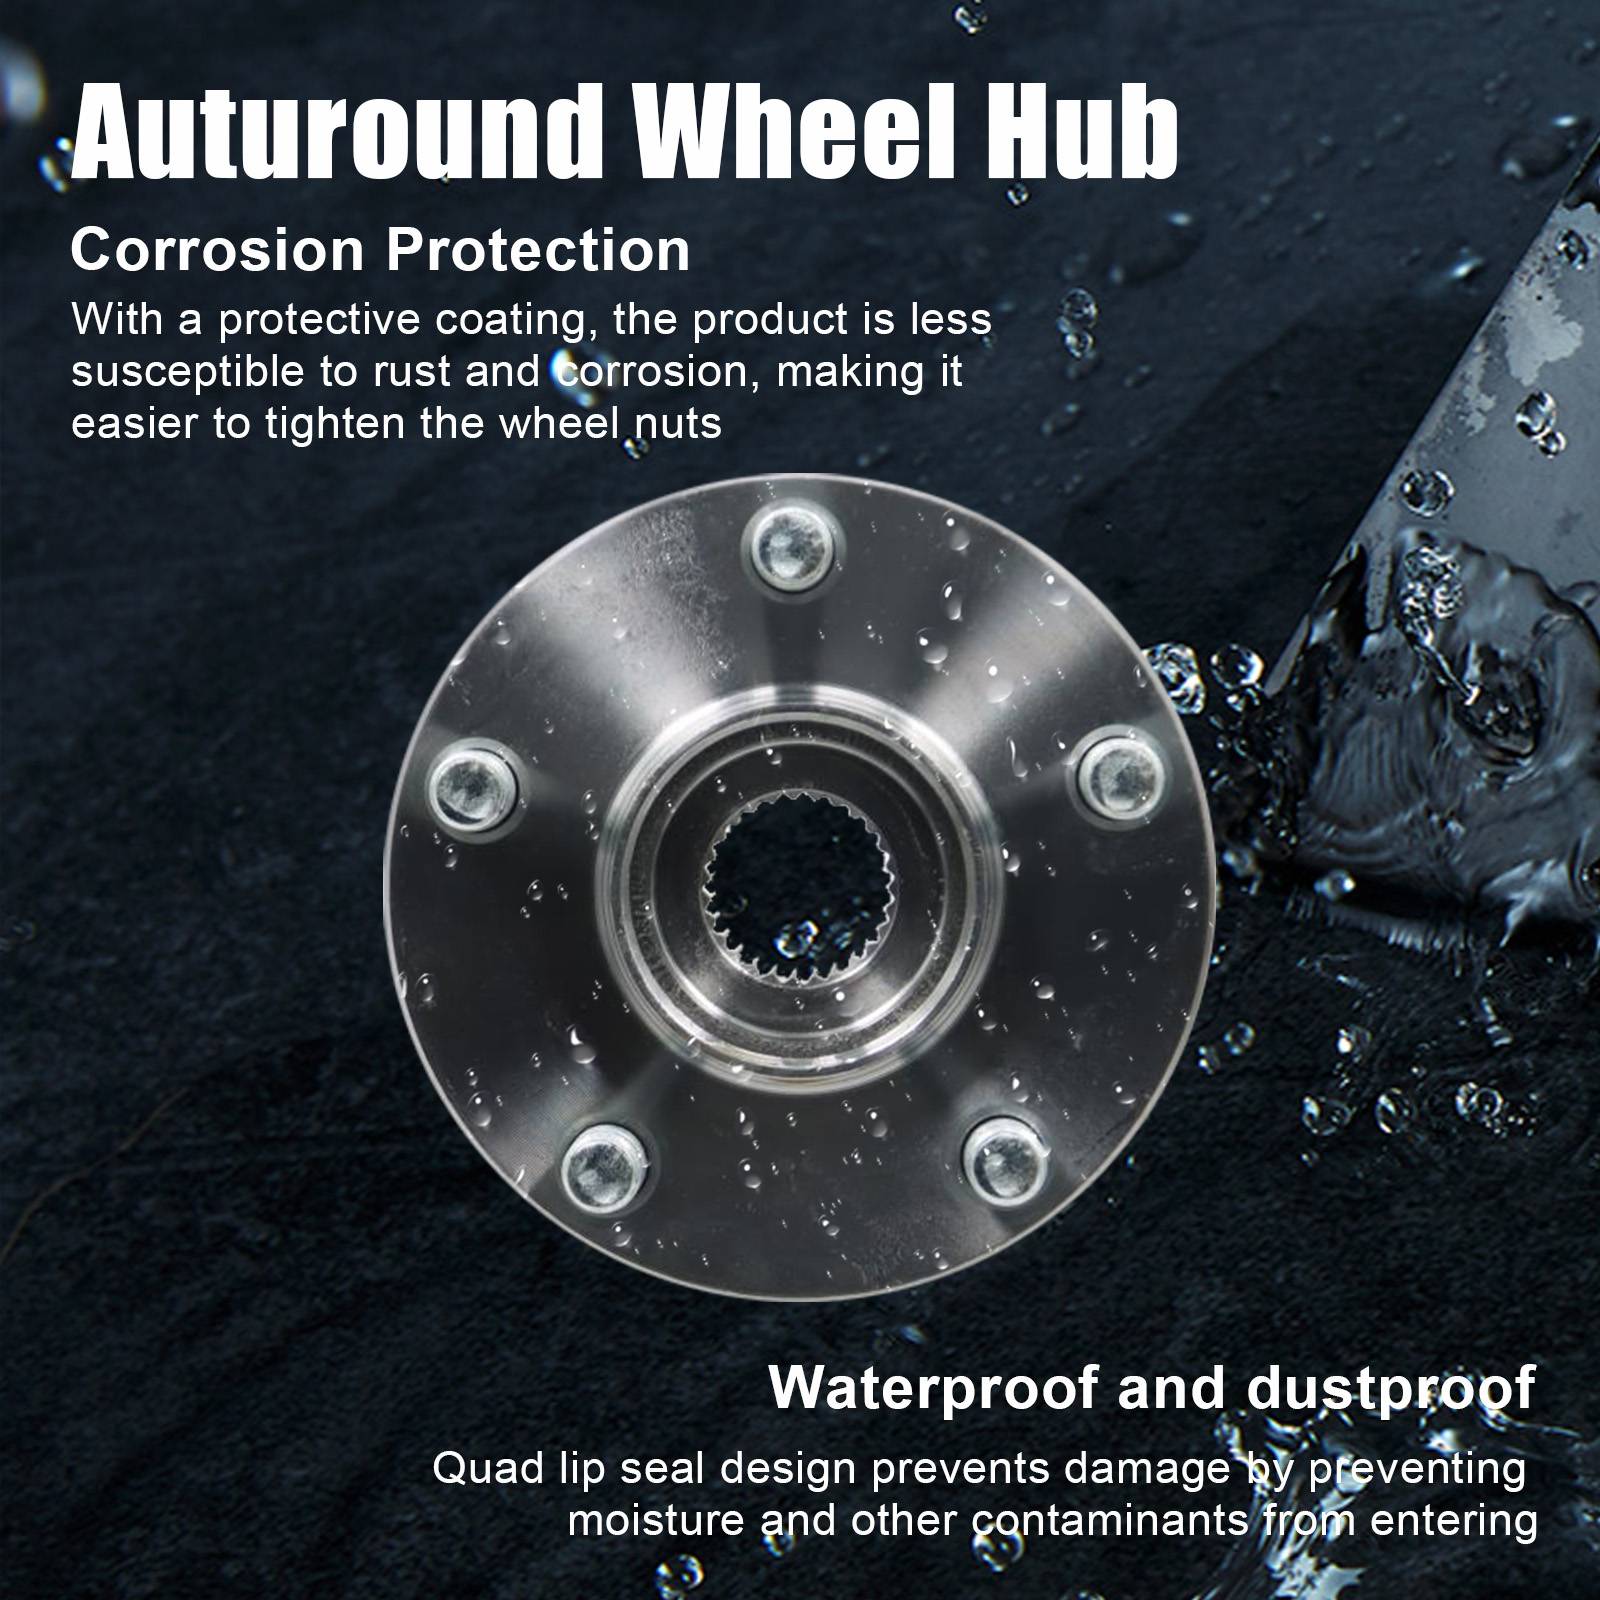 Auturound Wheel Hub
Corrosion Protection
With a protective coating, the product is less
susceptible to rust and corrosion, making it
easier to tighten the wheel nuts
Waterproof and dustproof
Quad lip seal design prevents damage by preventing
moisture and other contaminants from entering